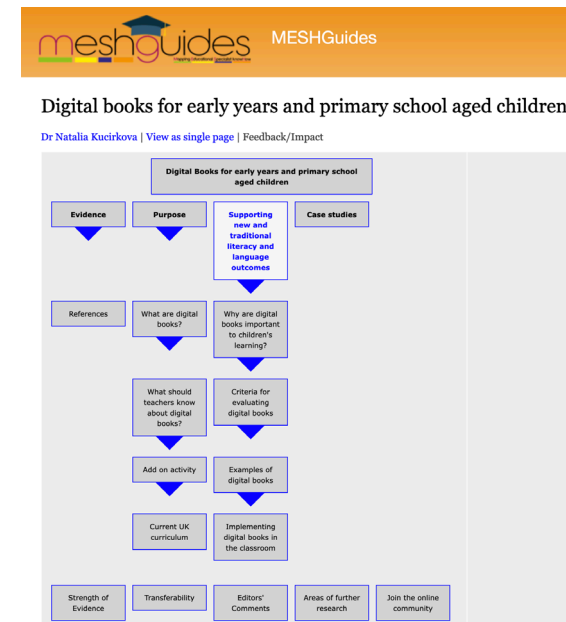 meshguides
MESHGuides
Digital books for early years and primary school aged children
Dr Natalia Kucirkova | View as single page | Feedback/Impact
Digital Books for early years and primary school
aged children
Evidence
Purpose
Supporting
new and
traditional
literacy and
language
outcomes
Case studies
References
What are digital
books?
Why are digital
books important
to children's
learning?
What should
teachers know
about digital
books?
Criteria for
evaluating
digital books
Add on activity
Examples of
digital books
Current UK
curriculum
Implementing
digital books in
the classroom
Strength of
Evidence
Transferability
Editors'
Comments
Areas of further
research
Join the online
community